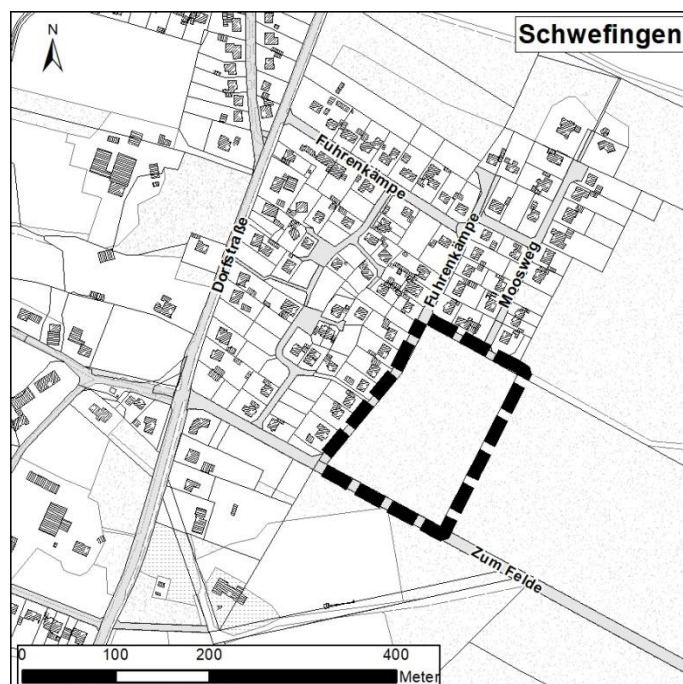 Schwefingen
N
Fuhrenkämpe
Dorfstraße
Fuhrenkämpe
Moosweg
Zum Felde
0 100 200 400
Meter